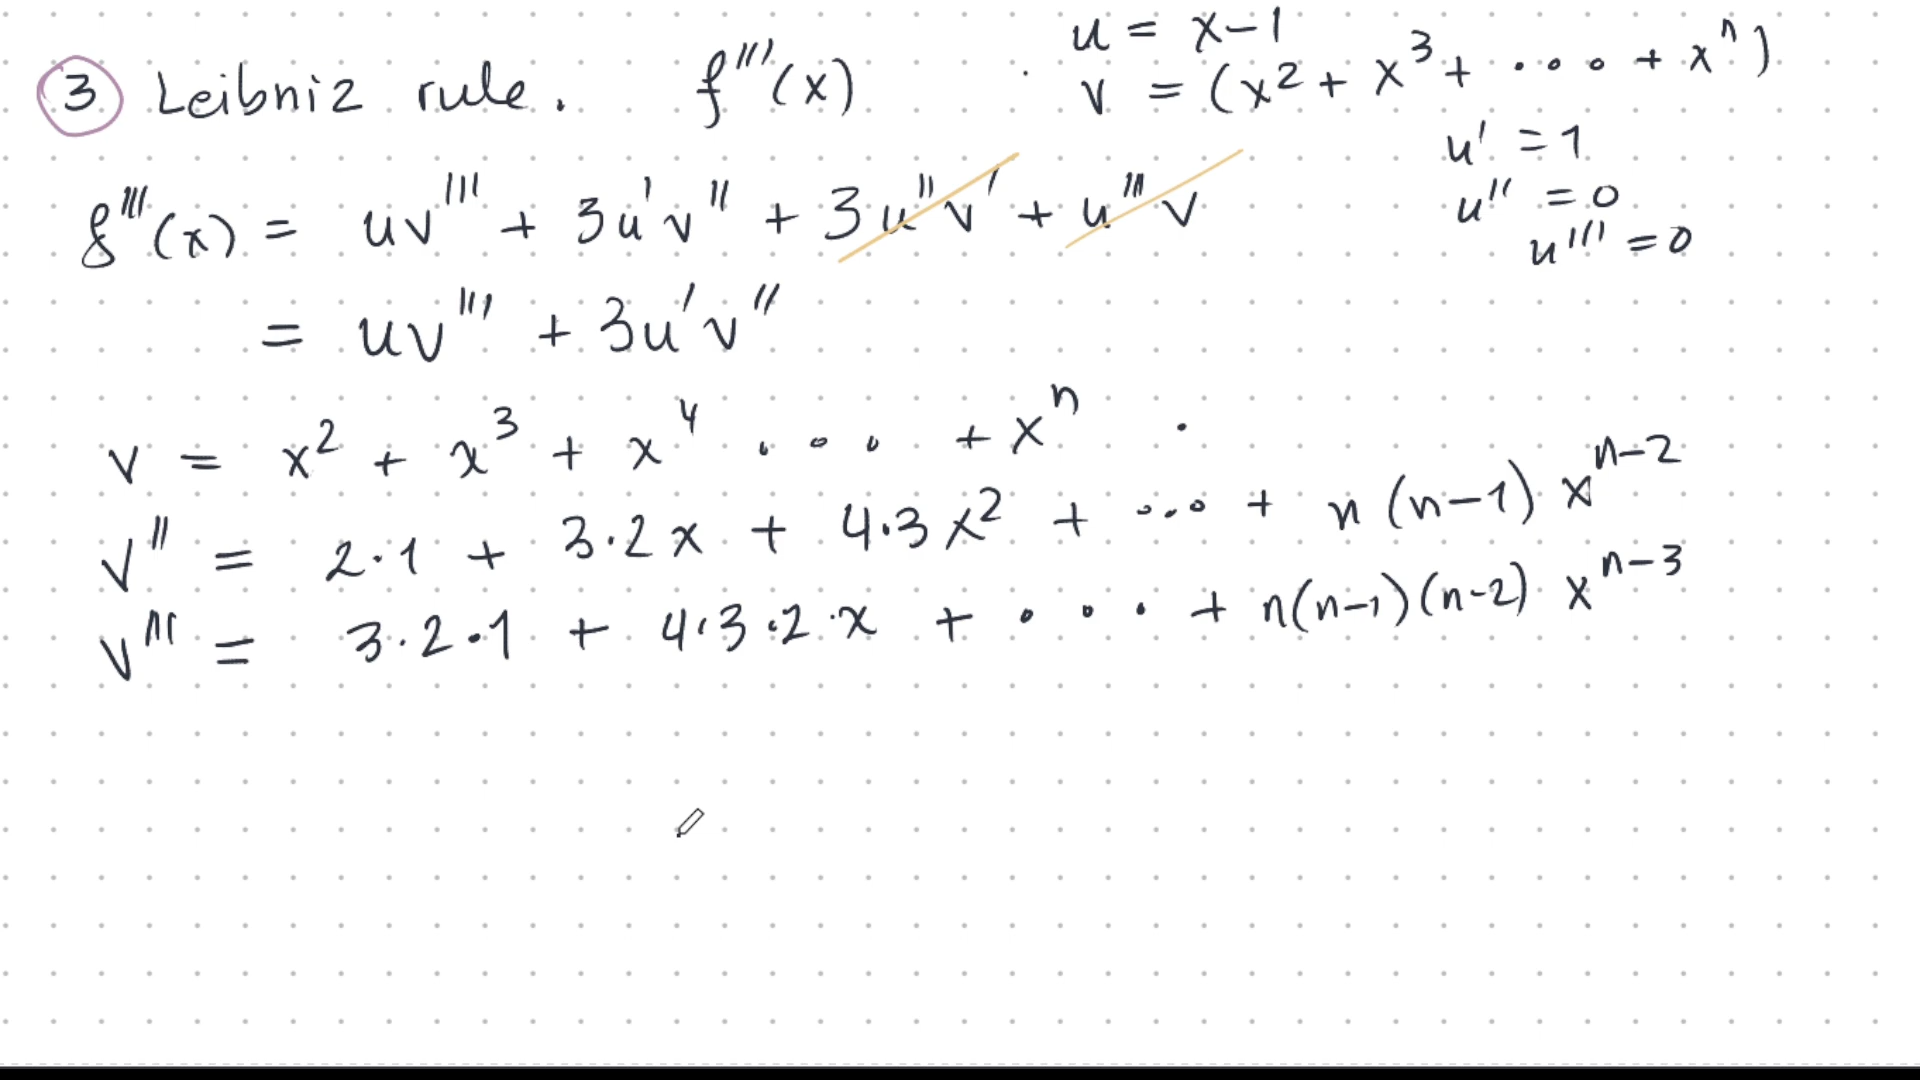 3 Leibniz rule. f'''(x)
u = x-1
v = (x² + x³ + ... + xⁿ)
u' = 1
u'' = 0
u''' = 0
f'''(x) = uv''' + 3u'v'' + 3u''v' + u'''v
= uv''' + 3u'v''
v = x² + x³ + x⁴ ... + xⁿ .
v'' = 2·1 + 3·2x + 4·3x² + ... + n(n-1)xⁿ⁻²
v''' = 3·2·1 + 4·3·2·x + ... + n(n-1)(n-2)xⁿ⁻³